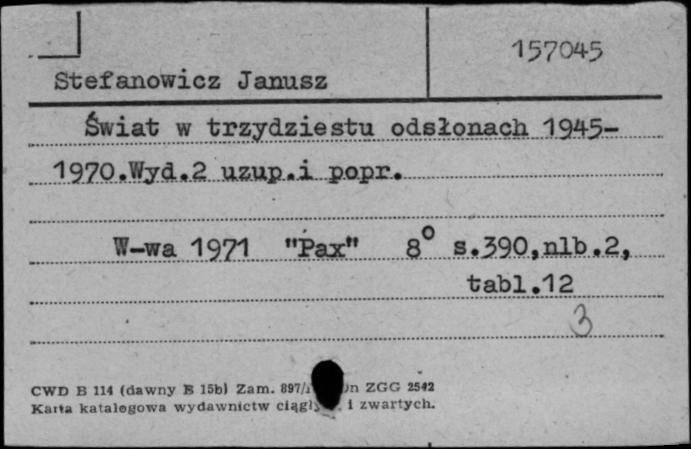 157045
Stefanowicz Janusz
Świat w trzydziestu odsłonach 1945-
1970.Wyd.2 uzup.i popr.
W-wa 1971 "Pax" 8° s.390,nlb.2,
tabl.12
3
CWD B 114 (dawny B 15b) Zam. 897/ ZGG 2542
Karta katalogowa wydawnictw i zwartych.